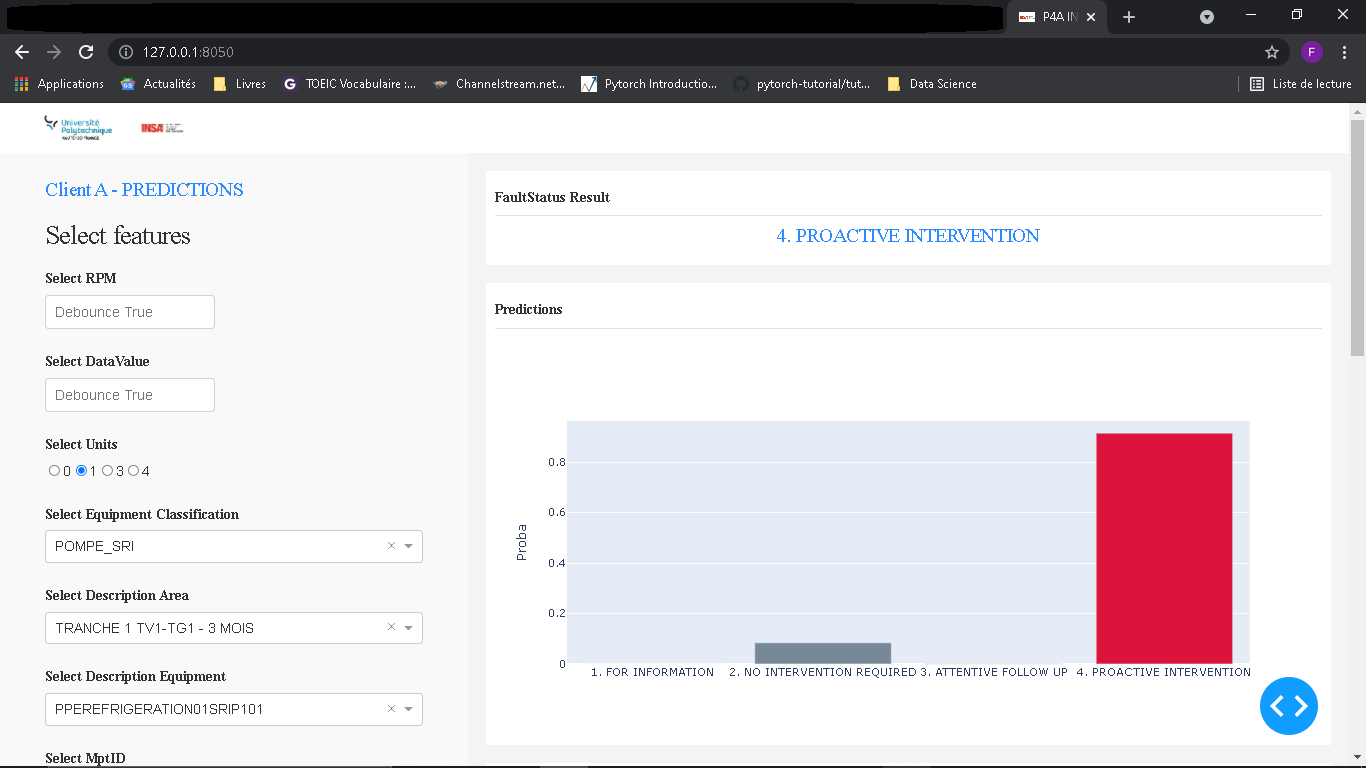 P4A IN
127.0.0.1:8050
F
Applications
Actualités
Livres
G
TOEIC Vocabulaire :...
Channelstream.net...
Pytorch Introductio...
pytorch-tutorial/tut...
Data Science
Liste de lecture
Université
Polytechnique
HAUTS-DE-FRANCE
INSA
Client A - PREDICTIONS
Select features
Select RPM
Debounce True
Select DataValue
Debounce True
Select Units
0 1 3 4
Select Equipment Classification
POMPE_SRI
Select Description Area
TRANCHE 1 TV1-TG1 - 3 MOIS
Select Description Equipment
PPEREFRIGERATION01SRIP101
Select MptID
FaultStatus Result
4. PROACTIVE INTERVENTION
Predictions
Proba
0.8
0.6
0.4
0.2
0
1. FOR INFORMATION
2. NO INTERVENTION REQUIRED
3. ATTENTIVE FOLLOW UP
4. PROACTIVE INTERVENTION